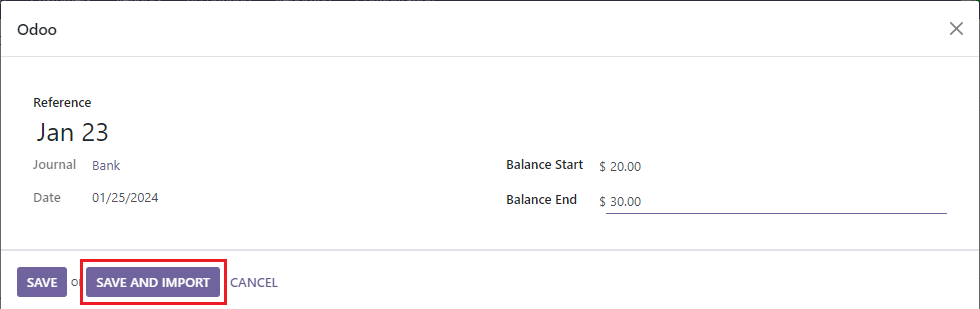 Odoo
Reference
Jan 23
Journal Bank
Balance Start $ 20.00
Date 01/25/2024
Balance End $ 30.00
SAVE or SAVE AND IMPORT CANCEL